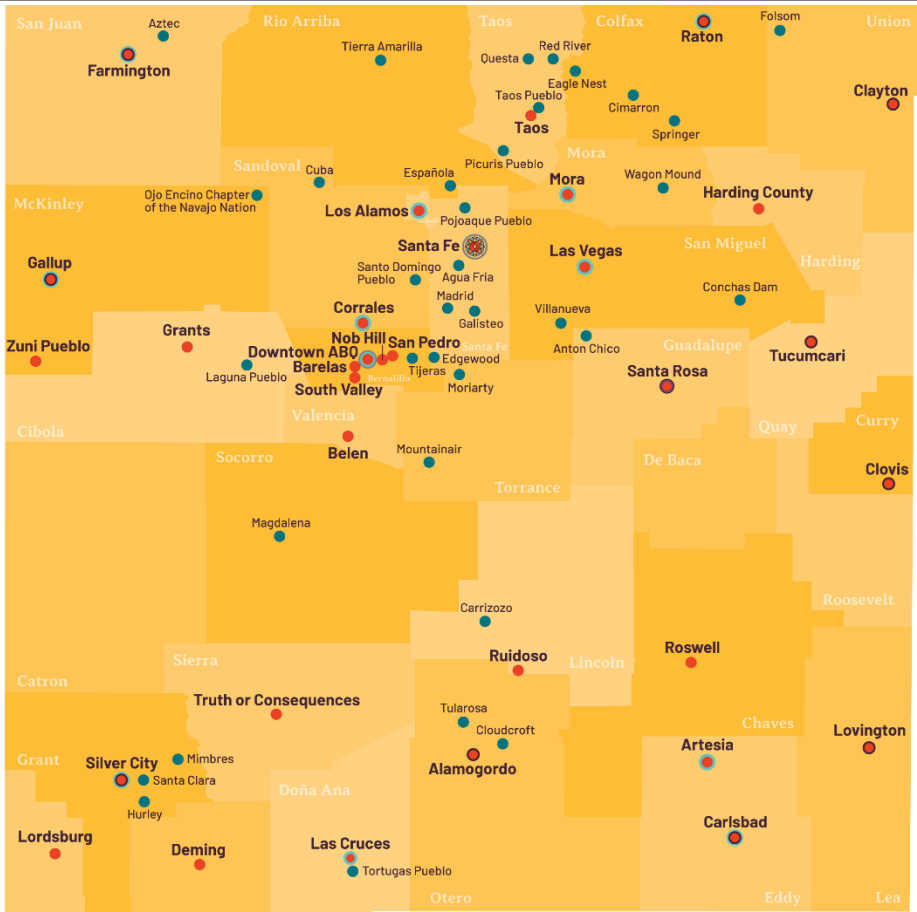 San Juan
Aztec
Rio Arriba
Taos
Colfax
Folsom
Union
Farmington
Tierra Amarilla
Questa
Red River
Raton
Eagle Nest
Clayton
Taos Pueblo
Cimarron
Taos
Springer
Sandoval
Cuba
Picuris Pueblo
Mora
Española
Mora
Wagon Mound
Harding County
McKinley
Ojo Encino Chapter
of the Navajo Nation
Los Alamos
Pojoaque Pueblo
Santa Fe
Las Vegas
San Miguel
Gallup
Santo Domingo
Pueblo
Agua Fria
Harding
Madrid
Conchas Dam
Corrales
Galisteo
Villanueva
Zuni Pueblo
Grants
Nob Hill
San Pedro
Santa Fe
Anton Chico
Guadalupe
Tucumcari
Downtown ABQ
Edgewood
Laguna Pueblo
Barelas
Bernalillo
Tijeras
Moriarty
Santa Rosa
South Valley
Valencia
Cibola
Belen
Mountainair
Quay
Curry
Socorro
De Baca
Clovis
Torrance
Magdalena
Carrizozo
Roosevelt
Sierra
Ruidoso
Lincoln
Roswell
Catron
Truth or Consequences
Tularosa
Chaves
Cloudcroft
Lovington
Grant
Silver City
Mimbres
Alamogordo
Artesia
Santa Clara
Doña Ana
Hurley
Lordsburg
Deming
Las Cruces
Carlsbad
Tortugas Pueblo
Otero
Eddy
Lea